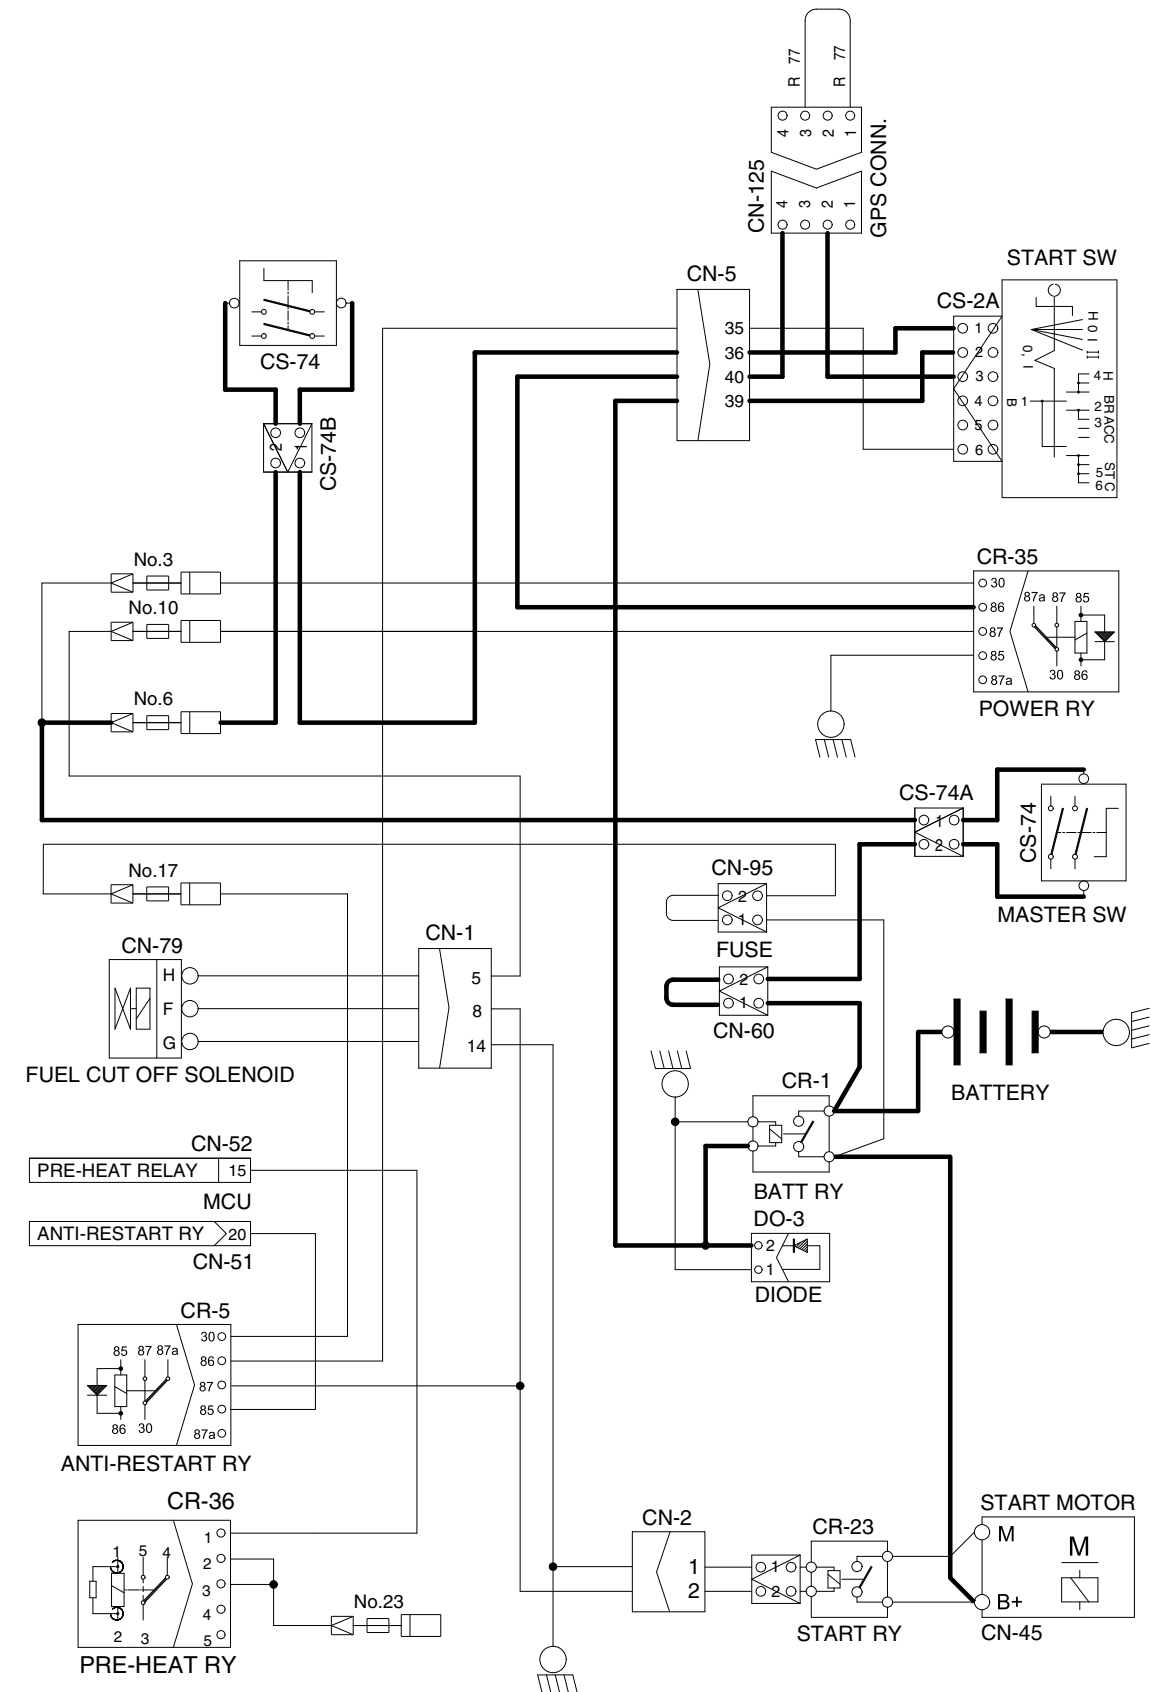 R 77
R 77
4 3 2 1
4 3 2 1
CN-125
GPS CONN.
CN-5
35
36
40
39
START SW
CS-2A
1
2
3
4
5
6
H O I II
0, I
B 1
4 H
BR
2
3 ACC
ST
5
6 C
CS-74
2 1
CS-74B
No.3
No.10
No.6
CR-35
30
86
87
85
87a
87a 87 85
30 86
POWER RY
CS-74A
1
2
CS-74
MASTER SW
No.17
CN-95
2
1
FUSE
CN-79
H
F
G
FUEL CUT OFF SOLENOID
CN-1
5
8
14
2
1
CN-60
BATTERY
CR-1
BATT RY
CN-52
PRE-HEAT RELAY 15
MCU
ANTI-RESTART RY 20
CN-51
DO-3
2
1
DIODE
CR-5
30
86
87
85
87a
85 87 87a
86 30
ANTI-RESTART RY
CR-36
1
2
3
4
5
1 5 4
2 3
PRE-HEAT RY
No.23
CN-2
1
2
1
2
CR-23
START RY
START MOTOR
M
M
B+
CN-45